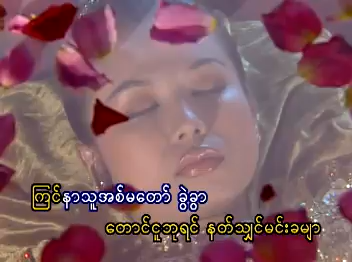 ကြင်နာသူအစ်မတော် ခွဲခွာ
တောင်ငူဘုရင် နတ်သျှင်မင်းခမျာ